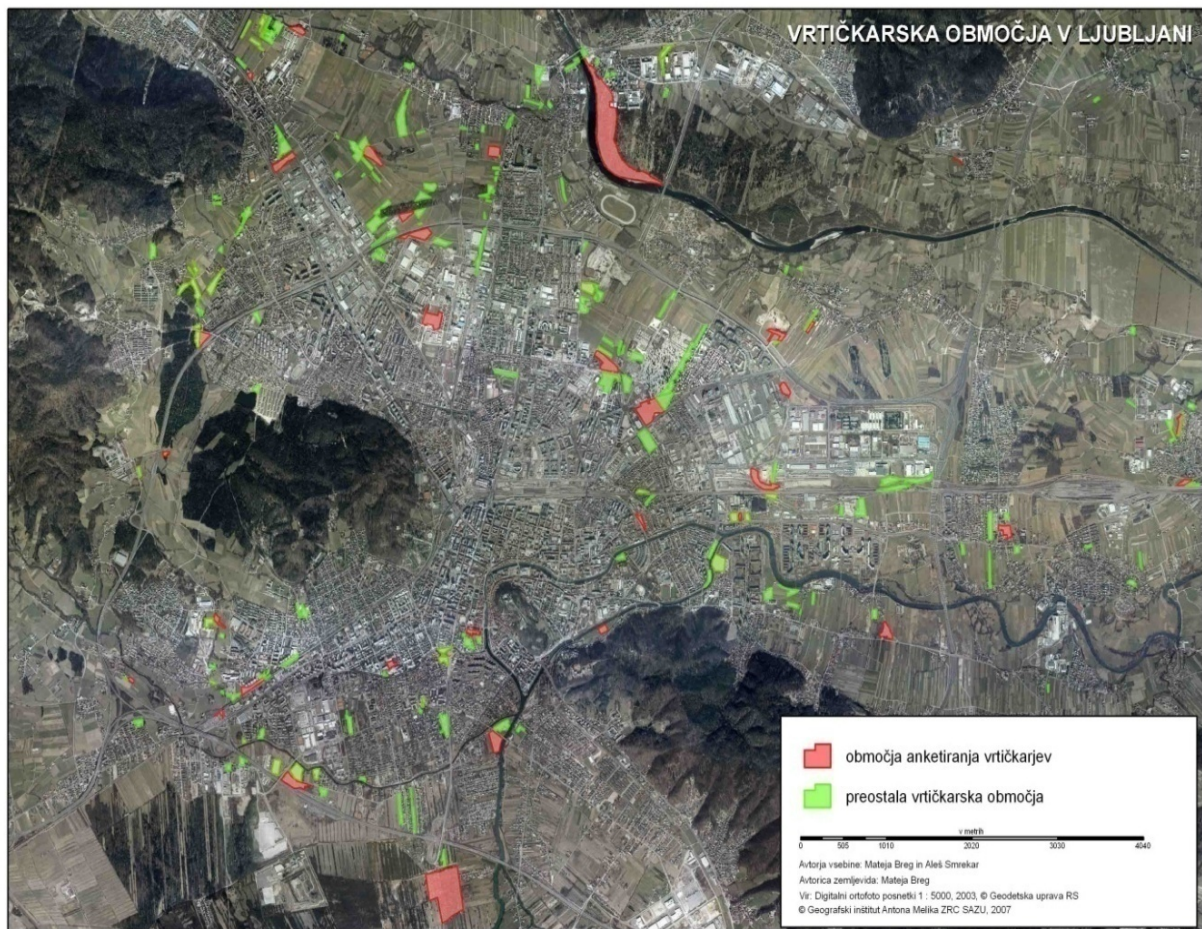 VRTIČKARSKA OBMOČJA V LJUBLJANI
območja anketiranja vrtičkarjev
preostala vrtičkarska območja
v metrih
0 505 1010 2020 3030 4040
Avtorja vsebine: Mateja Breg in Aleš Smrekar
Avtorica zemljevida: Mateja Breg
Vir: Digitalni ortofoto posnetki 1 : 5000, 2003, © Geodetska uprava RS
© Geografski inštitut Antona Melika ZRC SAZU, 2007